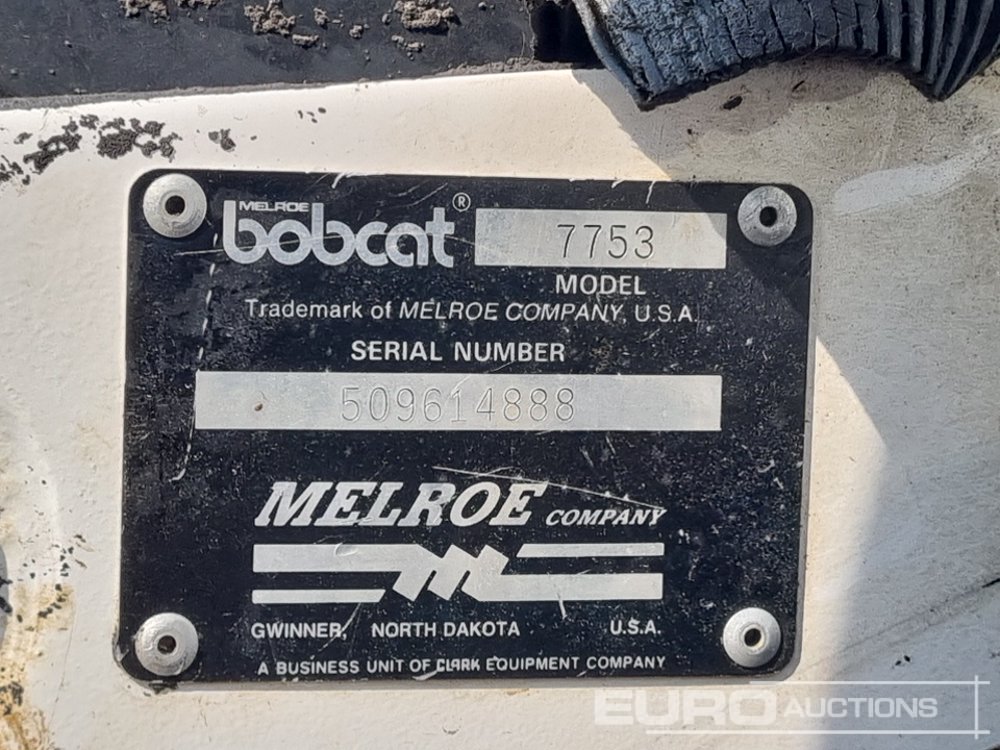 MELROE
bobcat® 7753
MODEL
Trademark of MELROE COMPANY, U.S.A.
SERIAL NUMBER
509614888
MELROE COMPANY
GWINNER, NORTH DAKOTA U.S.A.
A BUSINESS UNIT OF CLARK EQUIPMENT COMPANY
EURO AUCTIONS